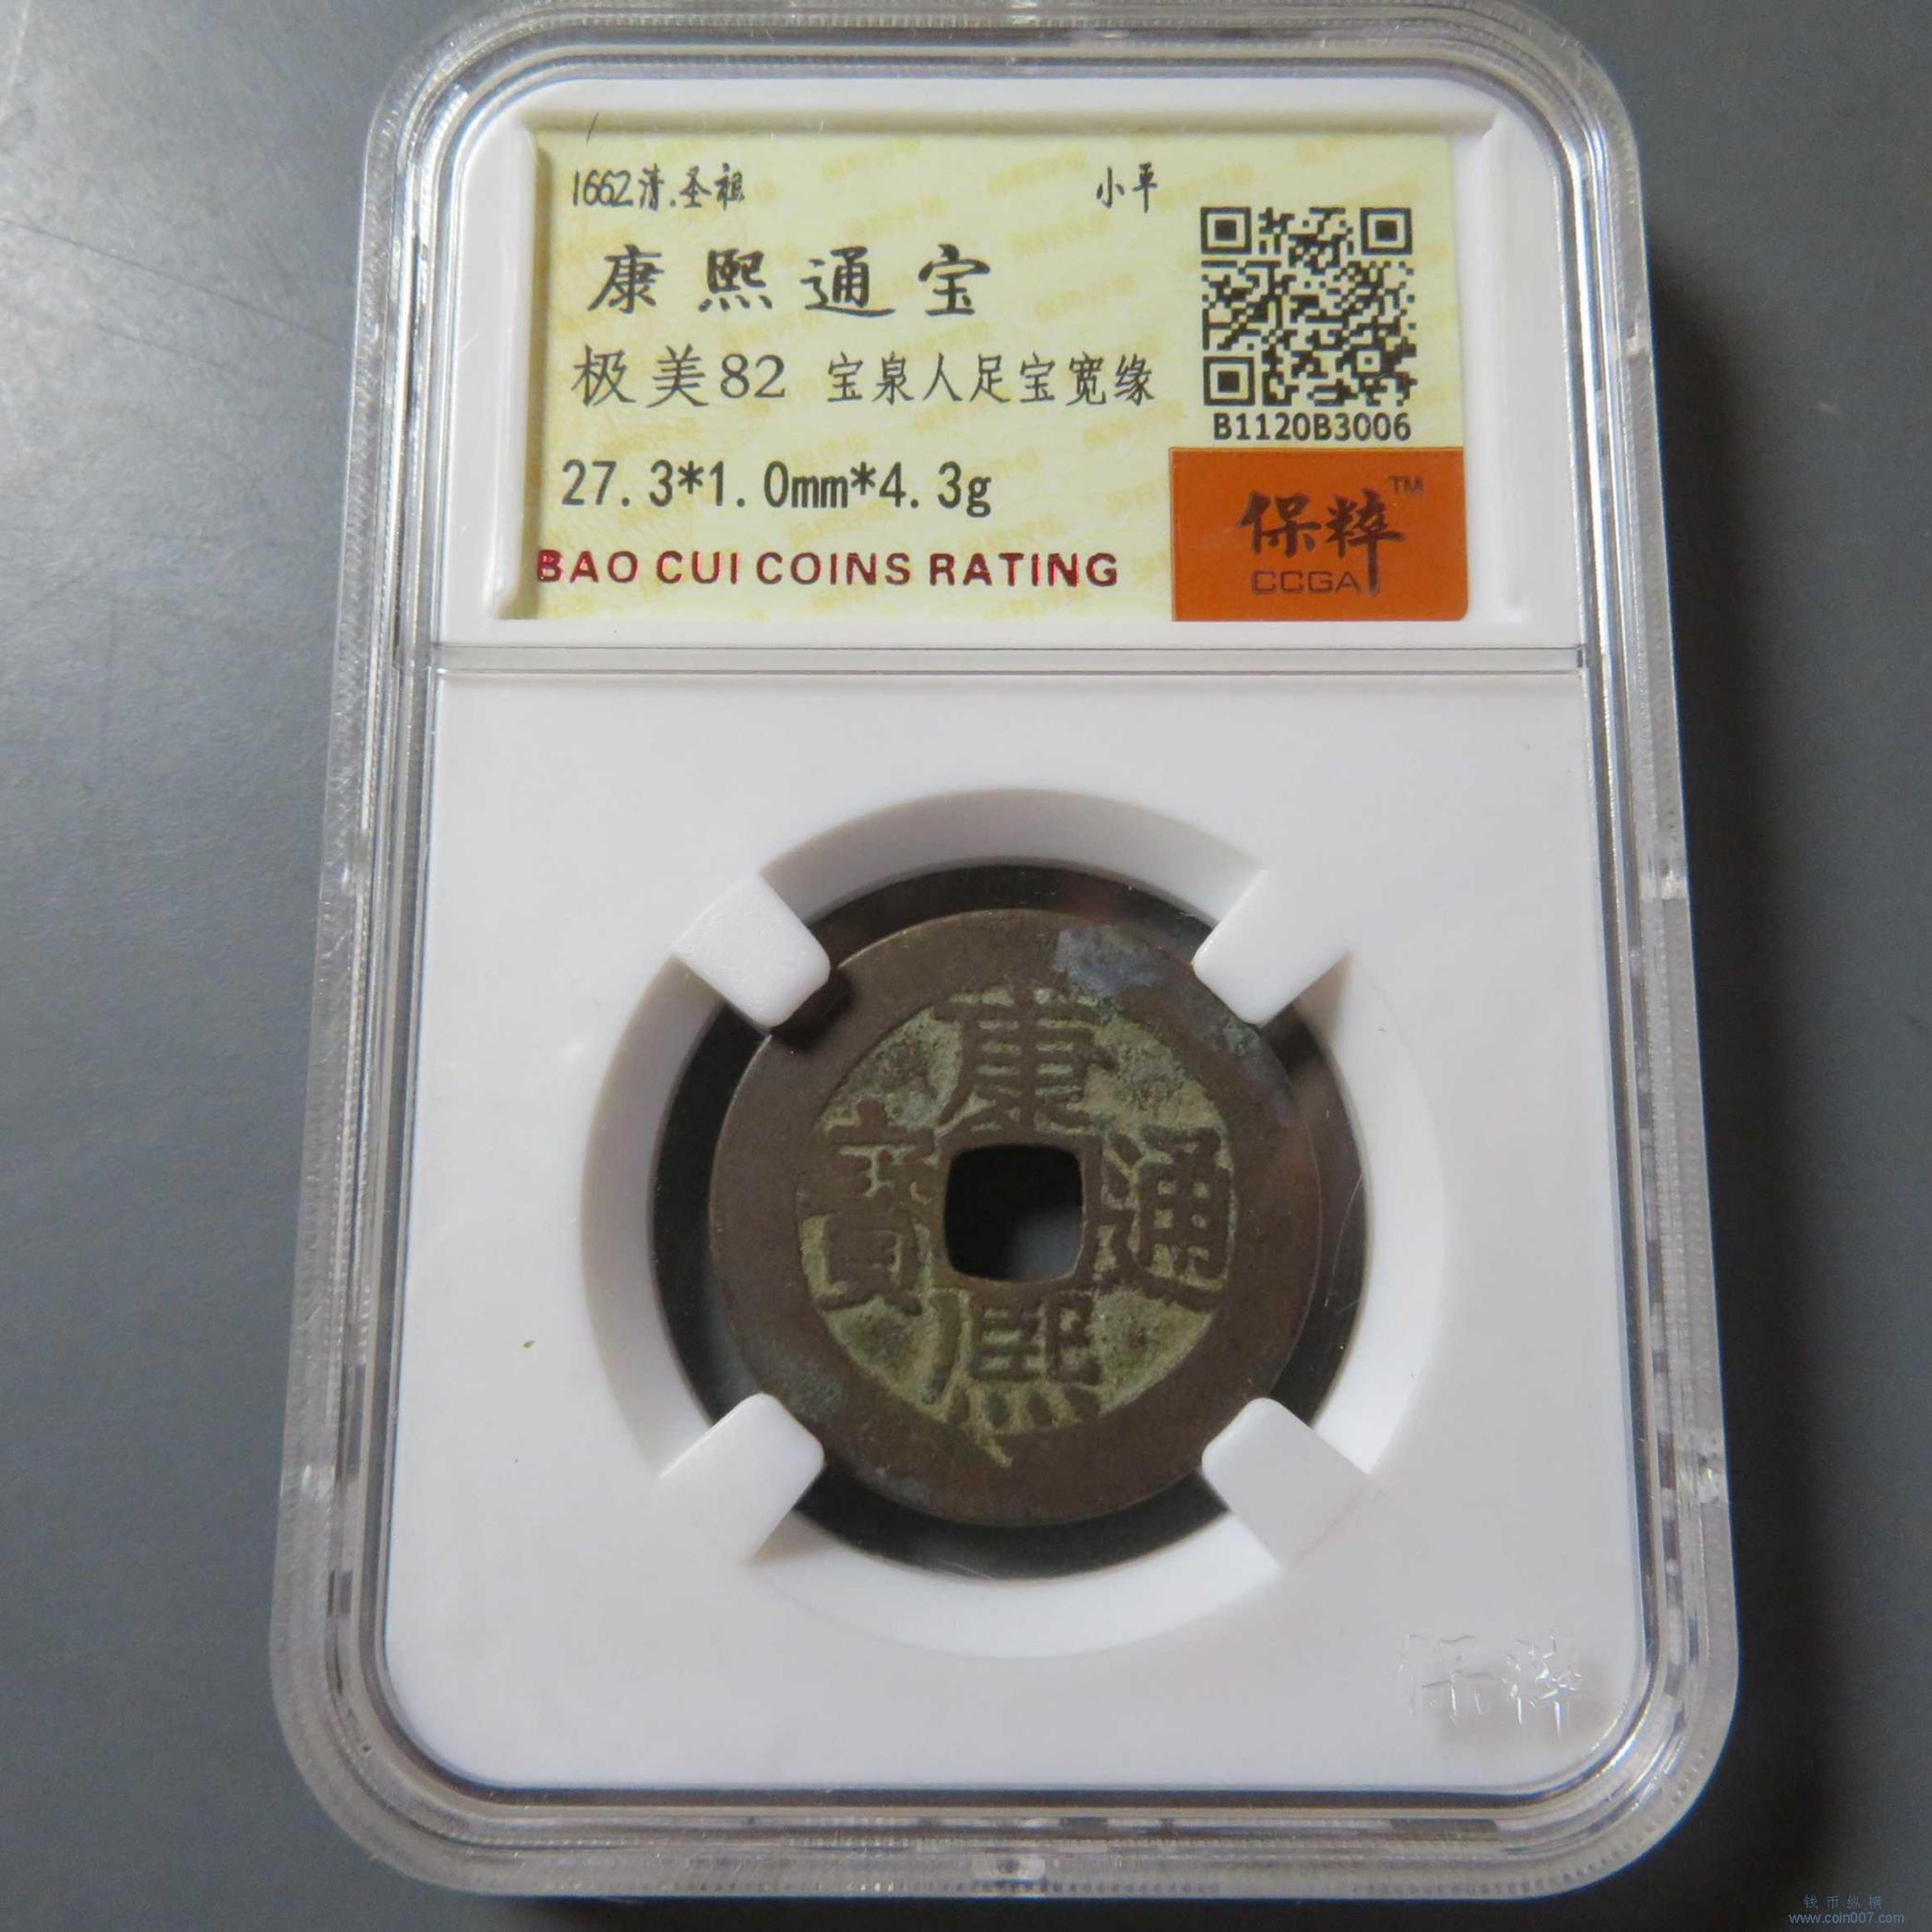 1662清.圣祖 小平
康熙通宝
极美82 宝泉人足宝宽缘
B1120B3006
27.3*1.0mm*4.3g
保粹™
CCGA
BAO CUI COINS RATING
康
寶 通
熙
保粹
钱币纵横
www.coin007.com